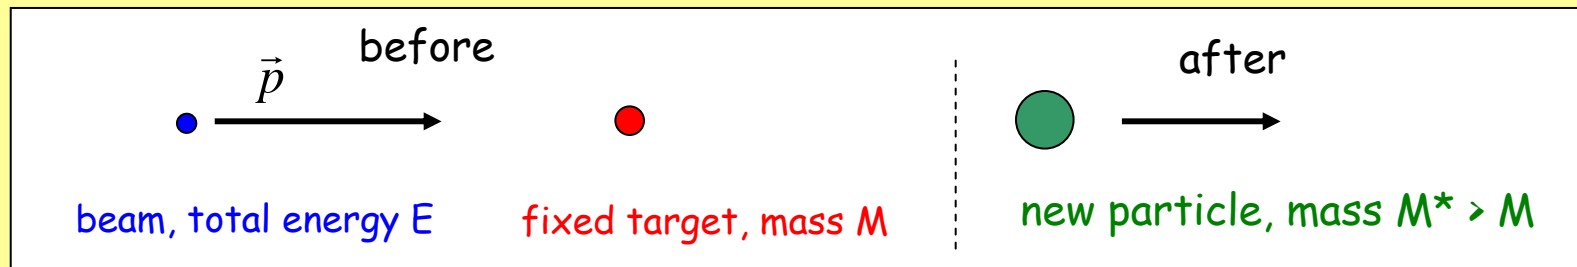 before
after
p⃗
beam, total energy E
fixed target, mass M
new particle, mass M* > M